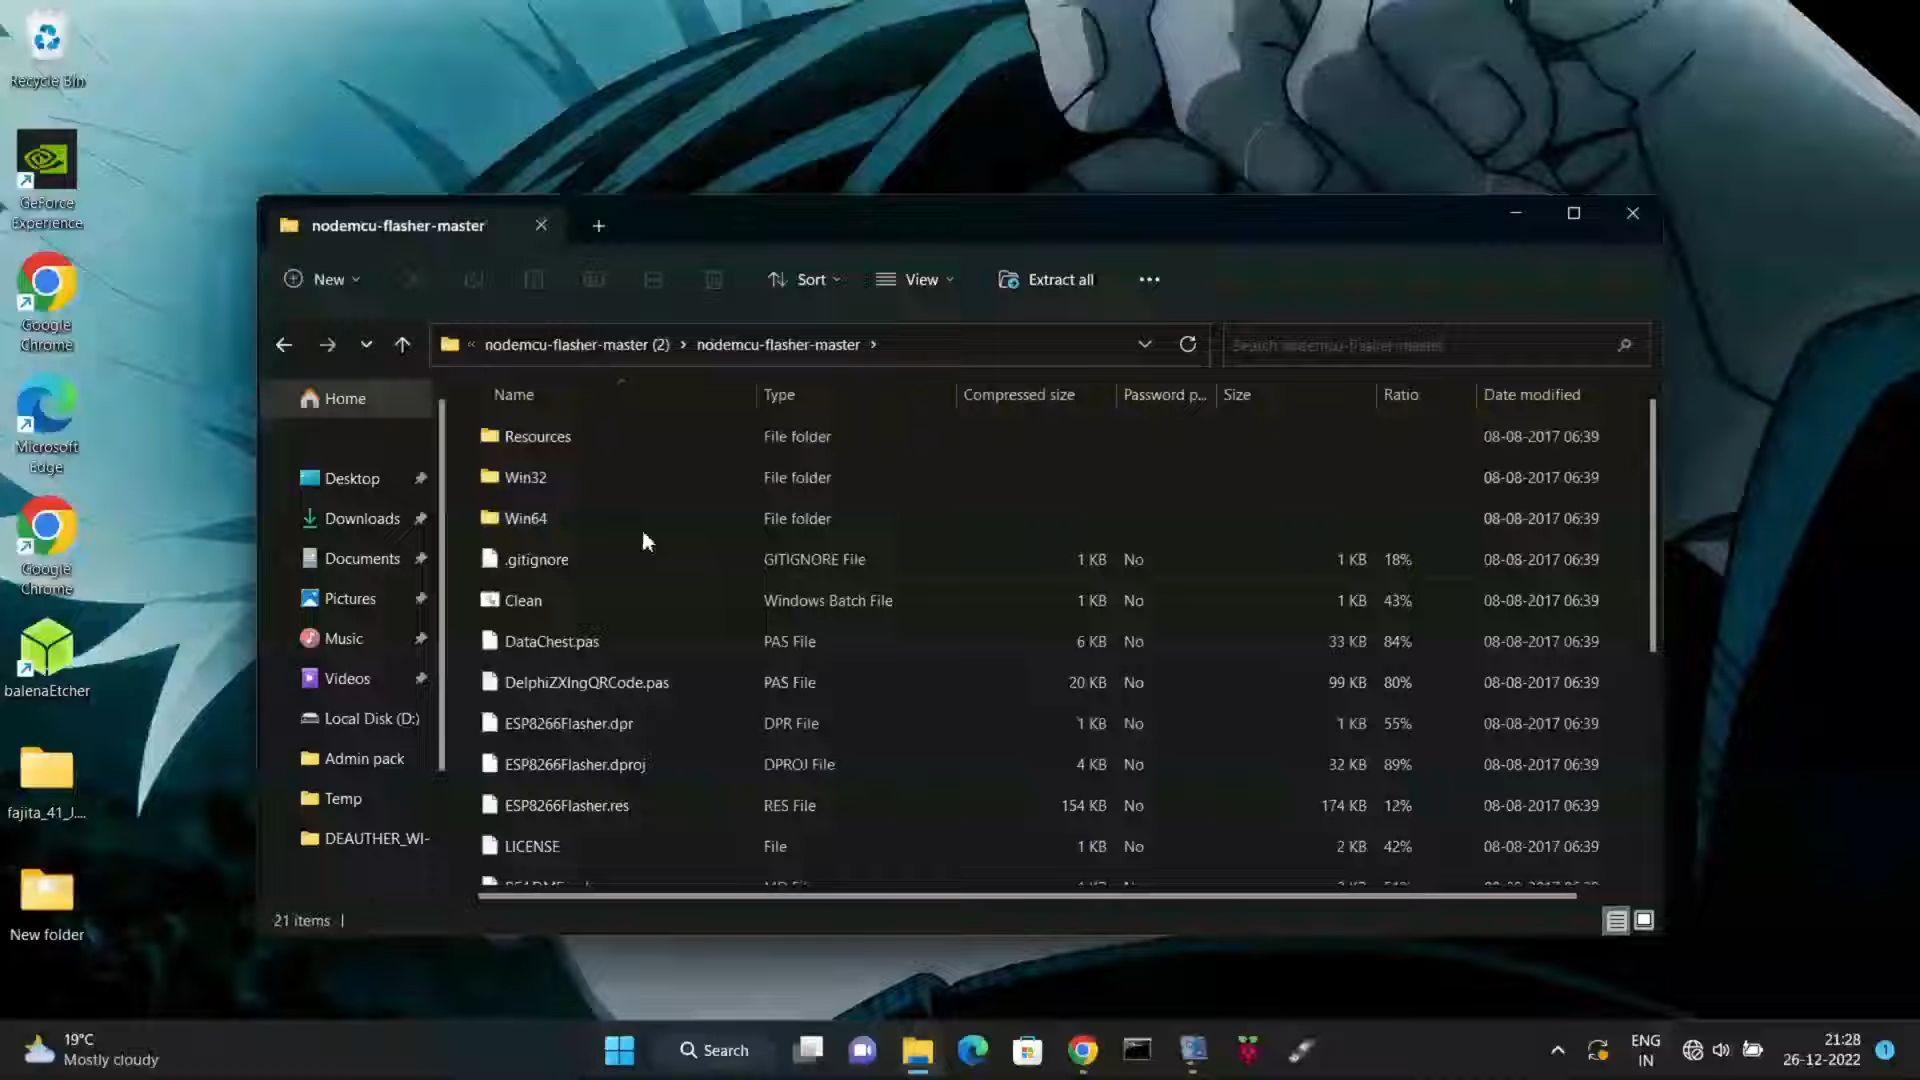 Recycle Bin
GeForce
Experience
Google
Chrome
Microsoft
Edge
Google
Chrome
balenaEtcher
fajita_41_J....
New folder
nodemcu-flasher-master
New
Sort
View
Extract all
« nodemcu-flasher-master (2) > nodemcu-flasher-master >
Search nodemcu-flasher-master
Home
Desktop
Downloads
Documents
Pictures
Music
Videos
Local Disk (D:)
Admin pack
Temp
DEAUTHER_WI-
Name Type Compressed size Password p... Size Ratio Date modified
Resources File folder 08-08-2017 06:39
Win32 File folder 08-08-2017 06:39
Win64 File folder 08-08-2017 06:39
.gitignore GITIGNORE File 1 KB No 1 KB 18% 08-08-2017 06:39
Clean Windows Batch File 1 KB No 1 KB 43% 08-08-2017 06:39
DataChest.pas PAS File 6 KB No 33 KB 84% 08-08-2017 06:39
DelphiZXIngQRCode.pas PAS File 20 KB No 99 KB 80% 08-08-2017 06:39
ESP8266Flasher.dpr DPR File 1 KB No 1 KB 55% 08-08-2017 06:39
ESP8266Flasher.dproj DPROJ File 4 KB No 32 KB 89% 08-08-2017 06:39
ESP8266Flasher.res RES File 154 KB No 174 KB 12% 08-08-2017 06:39
LICENSE File 1 KB No 2 KB 42% 08-08-2017 06:39
21 items
19°C
Mostly cloudy
Search
ENG
IN
21:28
26-12-2022
1